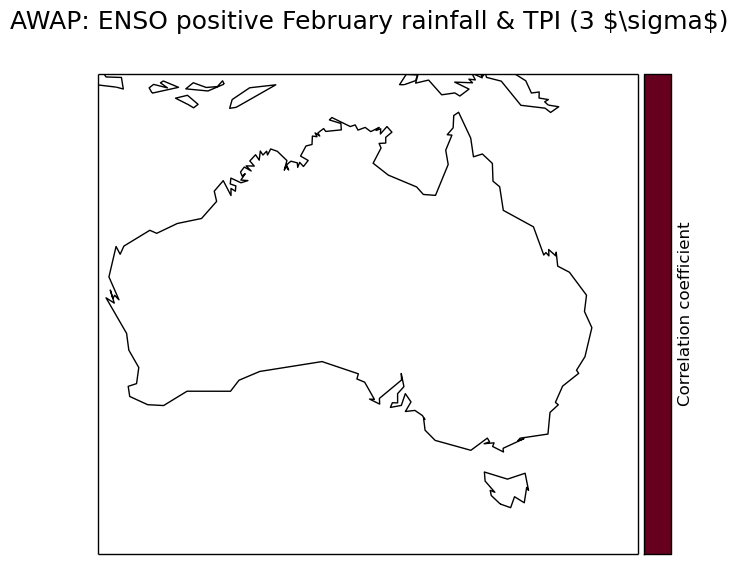 AWAP: ENSO positive February rainfall & TPI (3 $\sigma$)
Correlation coefficient